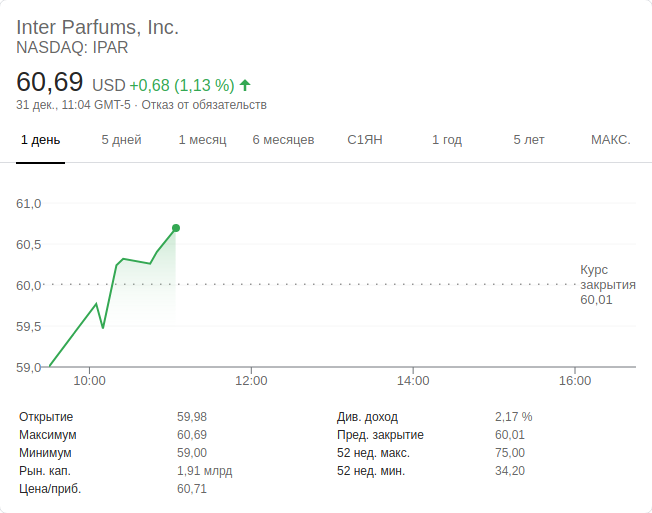 Inter Parfums, Inc.
NASDAQ: IPAR
60,69 USD +0,68 (1,13 %)
31 дек., 11:04 GMT-5 · Отказ от обязательств
1 день 5 дней 1 месяц 6 месяцев С1ЯН 1 год 5 лет МАКС.
61,0
60,5
60,0
59,5
59,0
Курс
закрытия
60,01
10:00 12:00 14:00 16:00
Открытие 59,98
Максимум 60,69
Минимум 59,00
Рын. кап. 1,91 млрд
Цена/приб. 60,71
Див. доход 2,17 %
Пред. закрытие 60,01
52 нед. макс. 75,00
52 нед. мин. 34,20